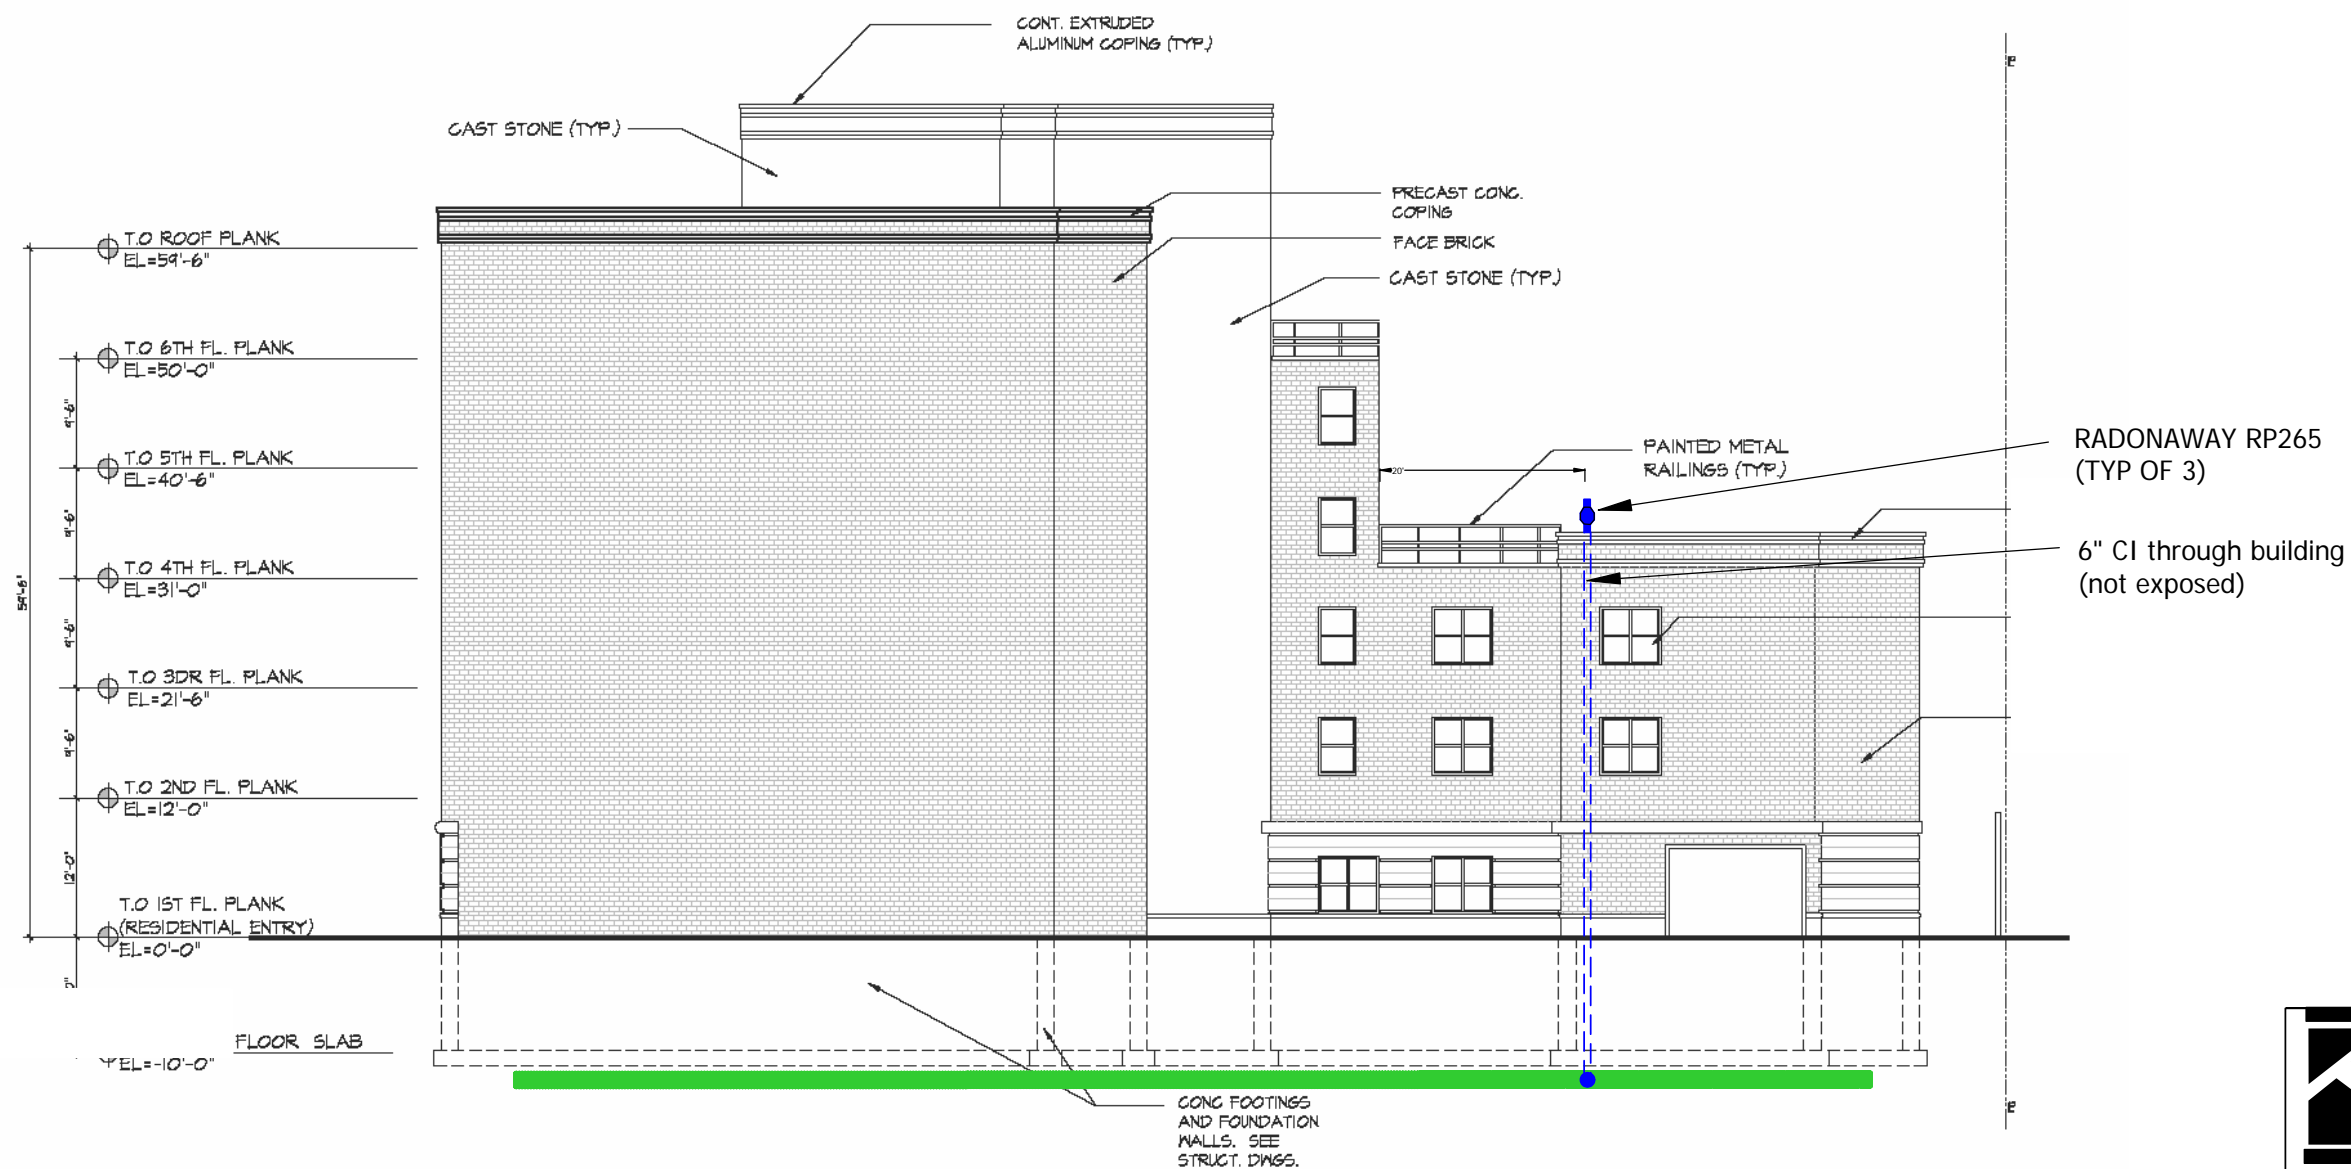 CONT. EXTRUDED
ALUMINUM COPING (TYP.)
CAST STONE (TYP.)
PRECAST CONC.
COPING
FACE BRICK
CAST STONE (TYP.)
T.O ROOF PLANK
EL=59'-6"
T.O 6TH FL. PLANK
EL=50'-0"
9'-6"
T.O 5TH FL. PLANK
EL=40'-6"
9'-6"
T.O 4TH FL. PLANK
EL=31'-0"
59'-6"
9'-6"
T.O 3DR FL. PLANK
EL=21'-6"
9'-6"
T.O 2ND FL. PLANK
EL=12'-0"
12'-0"
T.O 1ST FL. PLANK
(RESIDENTIAL ENTRY)
EL=0'-0"
FLOOR SLAB
EL=-10'-0"
20'
PAINTED METAL
RAILINGS (TYP.)
RADONAWAY RP265
(TYP OF 3)
6" CI through building
(not exposed)
CONC FOOTINGS
AND FOUNDATION
WALLS. SEE
STRUCT. DWGS.